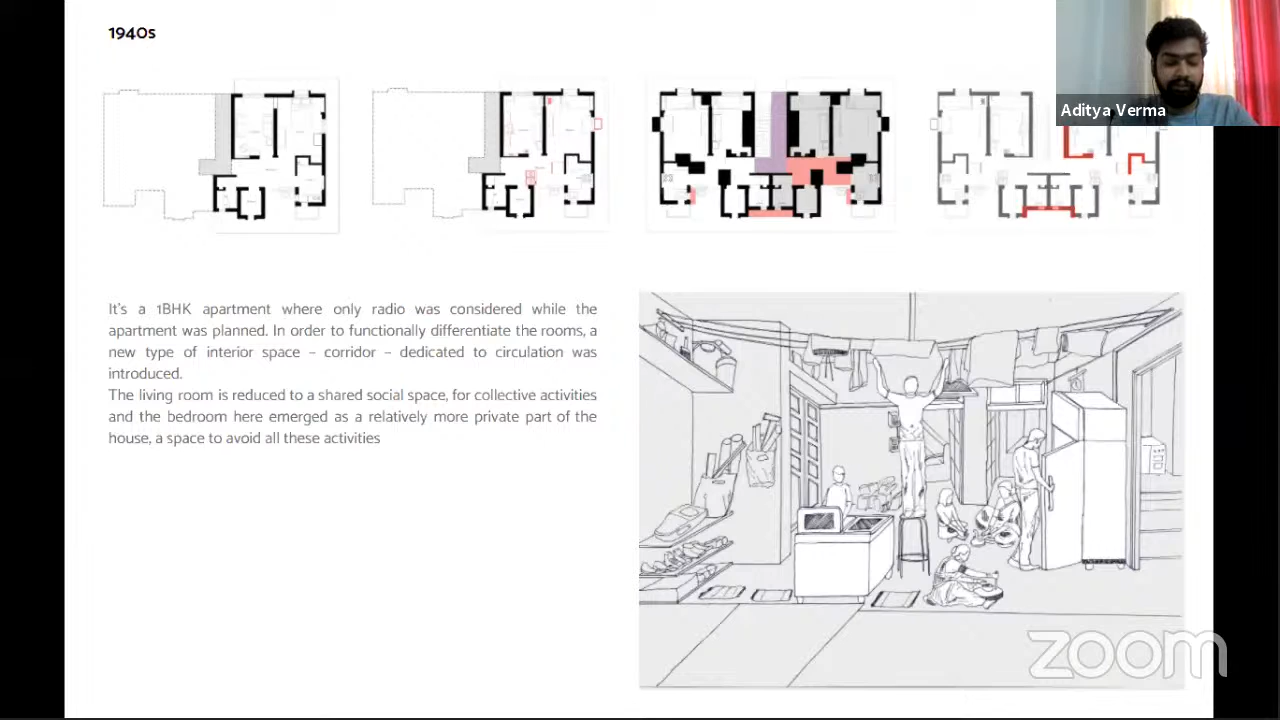 1940s
Aditya Verma
It's a 1BHK apartment where only radio was considered while the
apartment was planned. In order to functionally differentiate the rooms, a
new type of interior space – corridor – dedicated to circulation was
introduced.
The living room is reduced to a shared social space, for collective activities
and the bedroom here emerged as a relatively more private part of the
house, a space to avoid all these activities
zoom